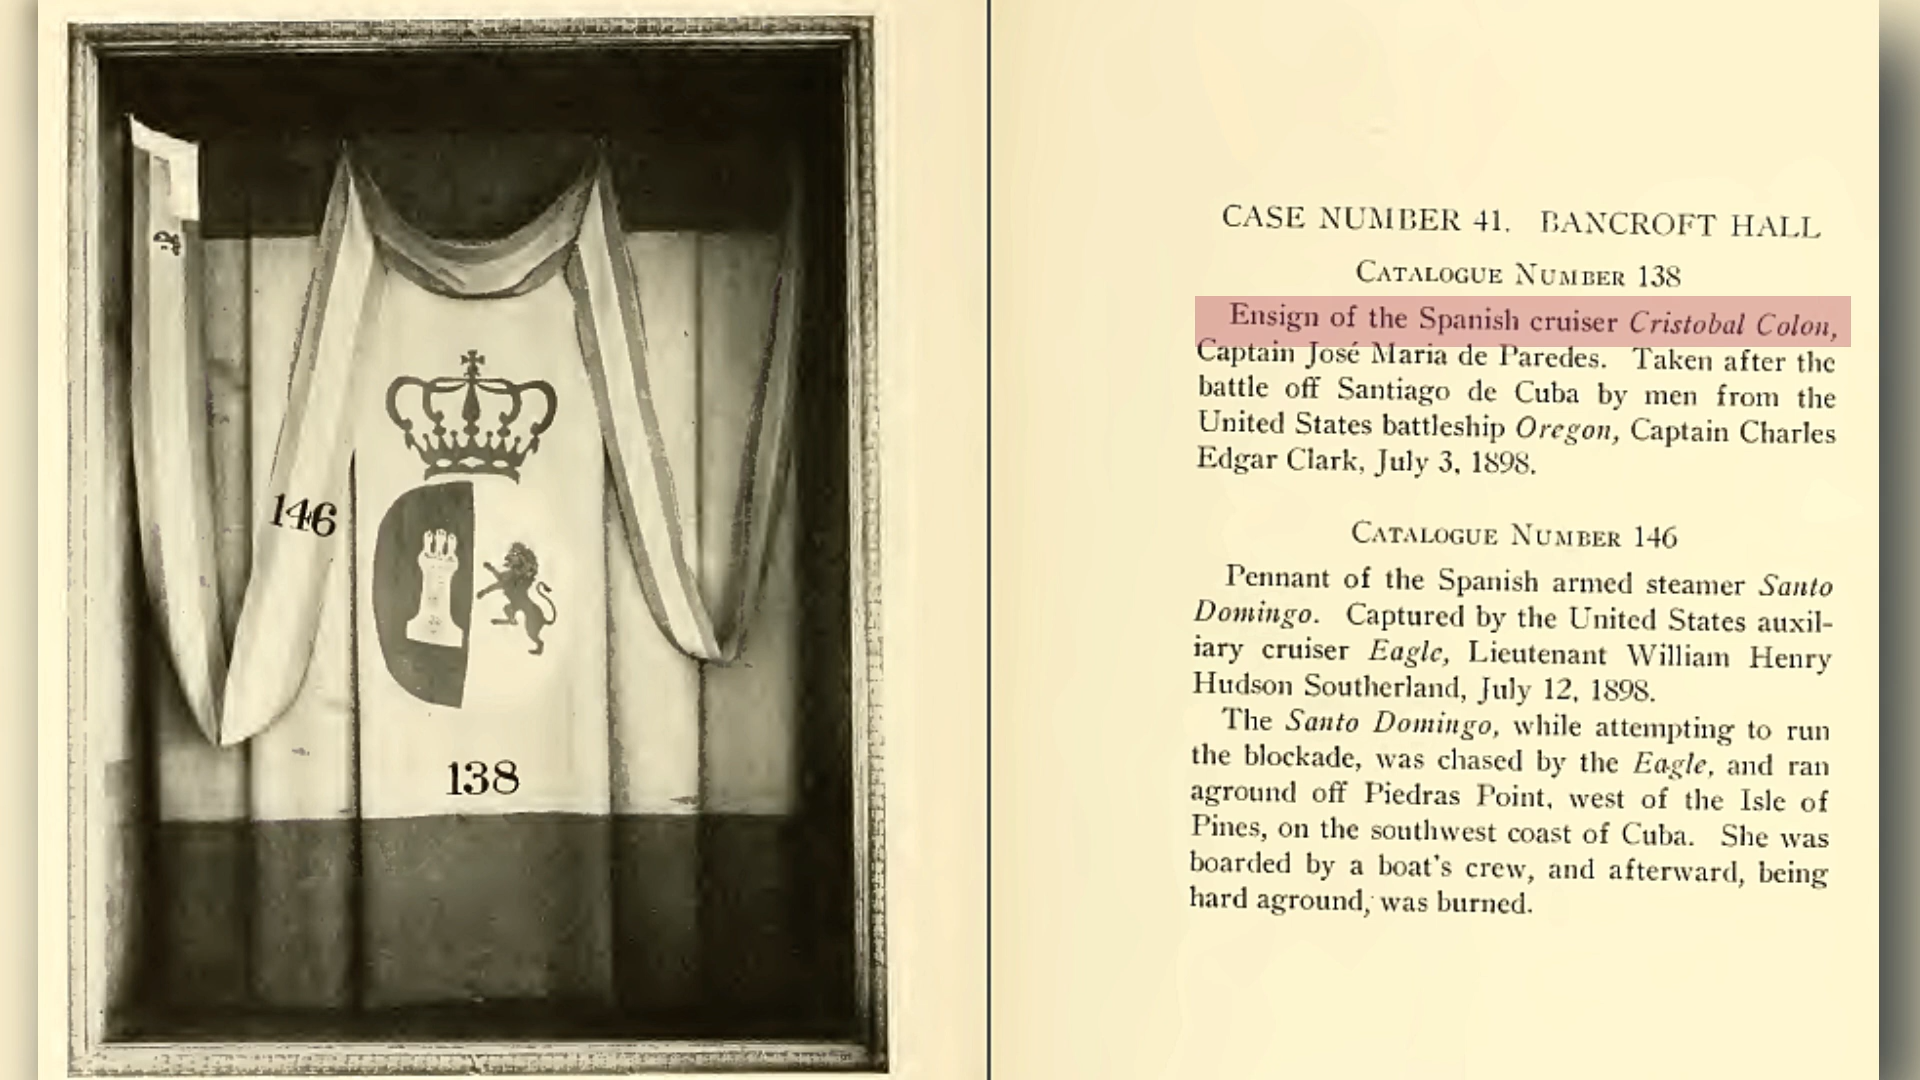 146
138
CASE NUMBER 41. BANCROFT HALL
CATALOGUE NUMBER 138
Ensign of the Spanish cruiser Cristobal Colon,
Captain José Maria de Paredes. Taken after the
battle off Santiago de Cuba by men from the
United States battleship Oregon, Captain Charles
Edgar Clark, July 3, 1898.
CATALOGUE NUMBER 146
Pennant of the Spanish armed steamer Santo
Domingo. Captured by the United States auxil-
iary cruiser Eagle, Lieutenant William Henry
Hudson Southerland, July 12, 1898.
The Santo Domingo, while attempting to run
the blockade, was chased by the Eagle, and ran
aground off Piedras Point, west of the Isle of
Pines, on the southwest coast of Cuba. She was
boarded by a boat's crew, and afterward, being
hard aground, was burned.